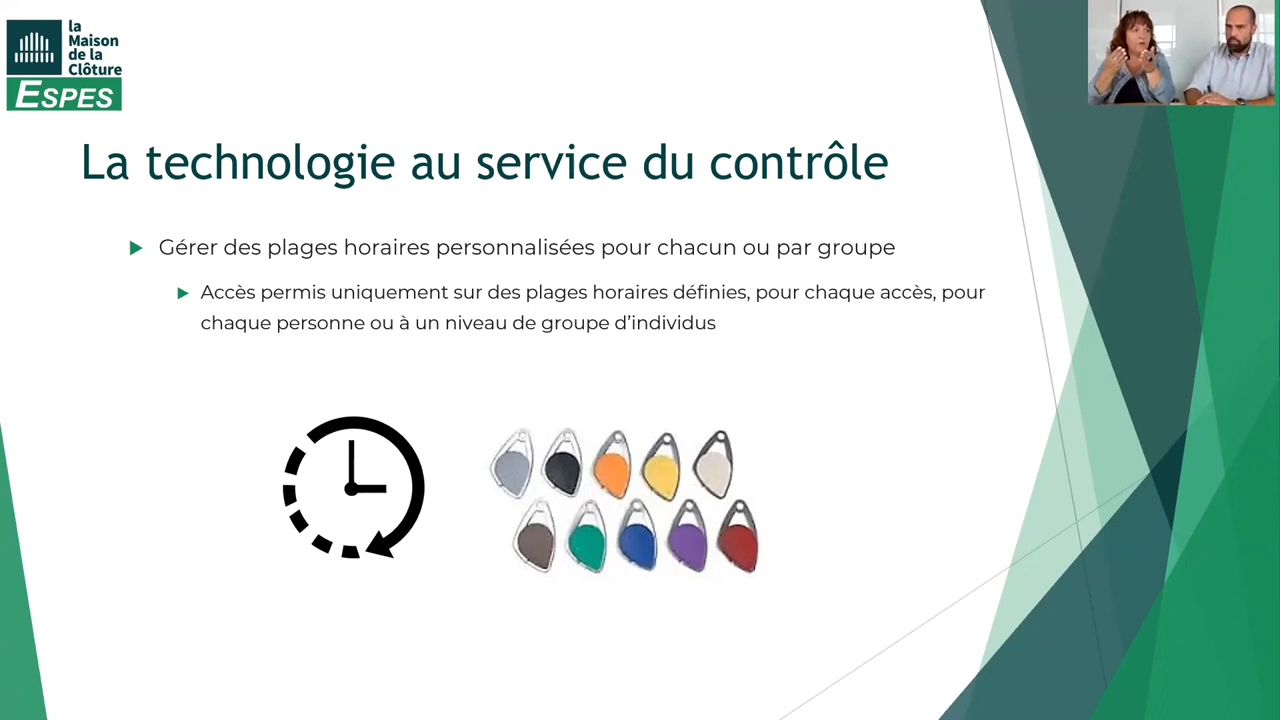 la
Maison
de la
Clôture
ESPES
La technologie au service du contrôle
Gérer des plages horaires personnalisées pour chacun ou par groupe
Accès permis uniquement sur des plages horaires définies, pour chaque accès, pour
chaque personne ou à un niveau de groupe d’individus